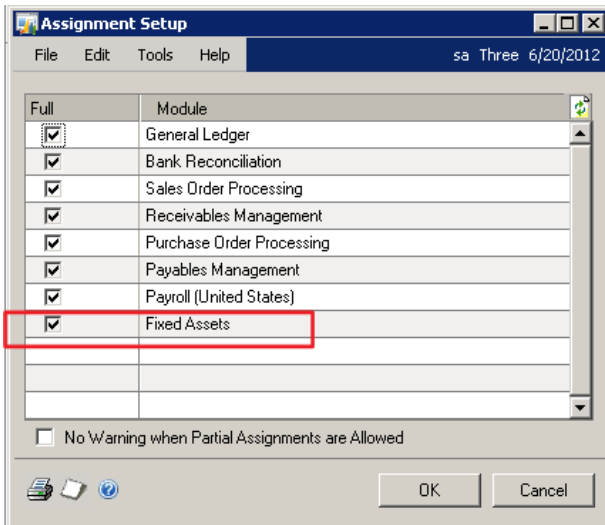 Assignment Setup
File Edit Tools Help sa Three 6/20/2012
Full Module
General Ledger
Bank Reconciliation
Sales Order Processing
Receivables Management
Purchase Order Processing
Payables Management
Payroll (United States)
Fixed Assets
No Warning when Partial Assignments are Allowed
OK Cancel